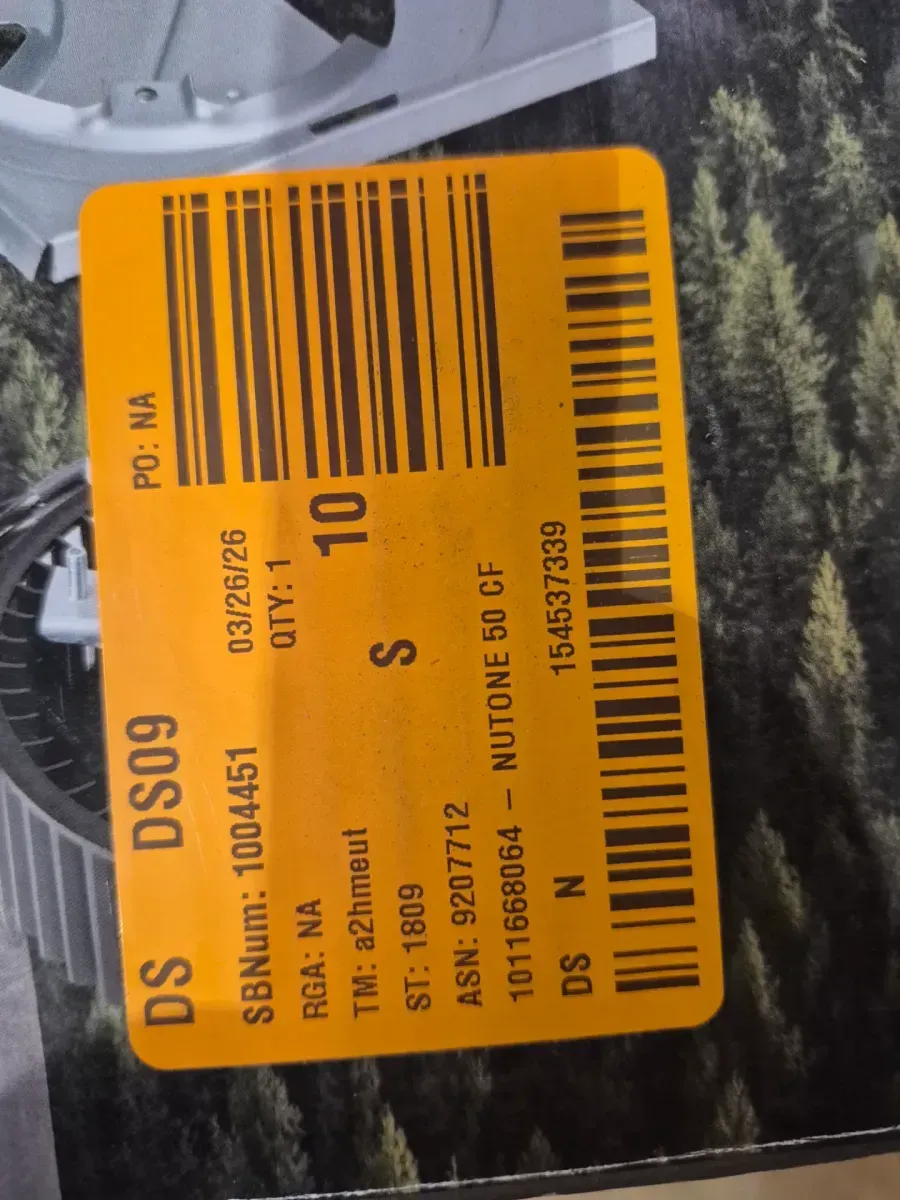 DS DS09 PO: NA
SBNum: 1004451 03/26/26
RGA: NA QTY: 1
TM: a2hmeut 10
ST: 1809 S
ASN: 9207712
1011668064 – NUTONE 50 CF
DS N 154537339